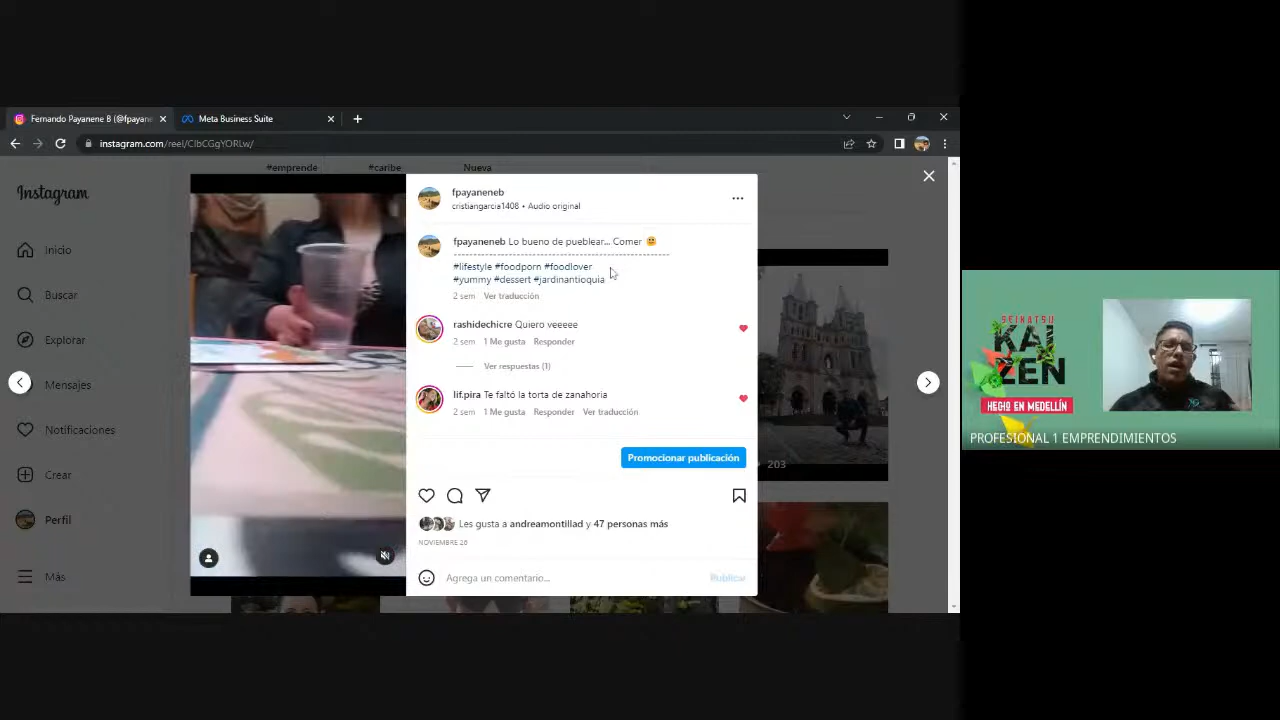 Fernando Payanene B (@fpayane
Meta Business Suite
instagram.com/reel/ClbCGgYORLw/
#emprende #caribe Nueva
Instagram
Inicio
Buscar
Explorar
Mensajes
Notificaciones
Crear
Perfil
Más
fpayaneneb
cristiangarcia1408 • Audio original
fpayaneneb Lo bueno de pueblear... Comer
#lifestyle #foodporn #foodlover
#yummy #dessert #jardinantioquia
2 sem Ver traducción
rashidechicre Quiero veeeee
2 sem 1 Me gusta Responder
Ver respuestas (1)
lif.pira Te faltó la torta de zanahoria
2 sem 1 Me gusta Responder Ver traducción
Promocionar publicación
203
Les gusta a andreamontillad y 47 personas más
NOVIEMBRE 26
Agrega un comentario... Publicar
SEINATSU
KAI
ZEN
HECHO EN MEDELLÍN
PROFESIONAL 1 EMPRENDIMIENTOS